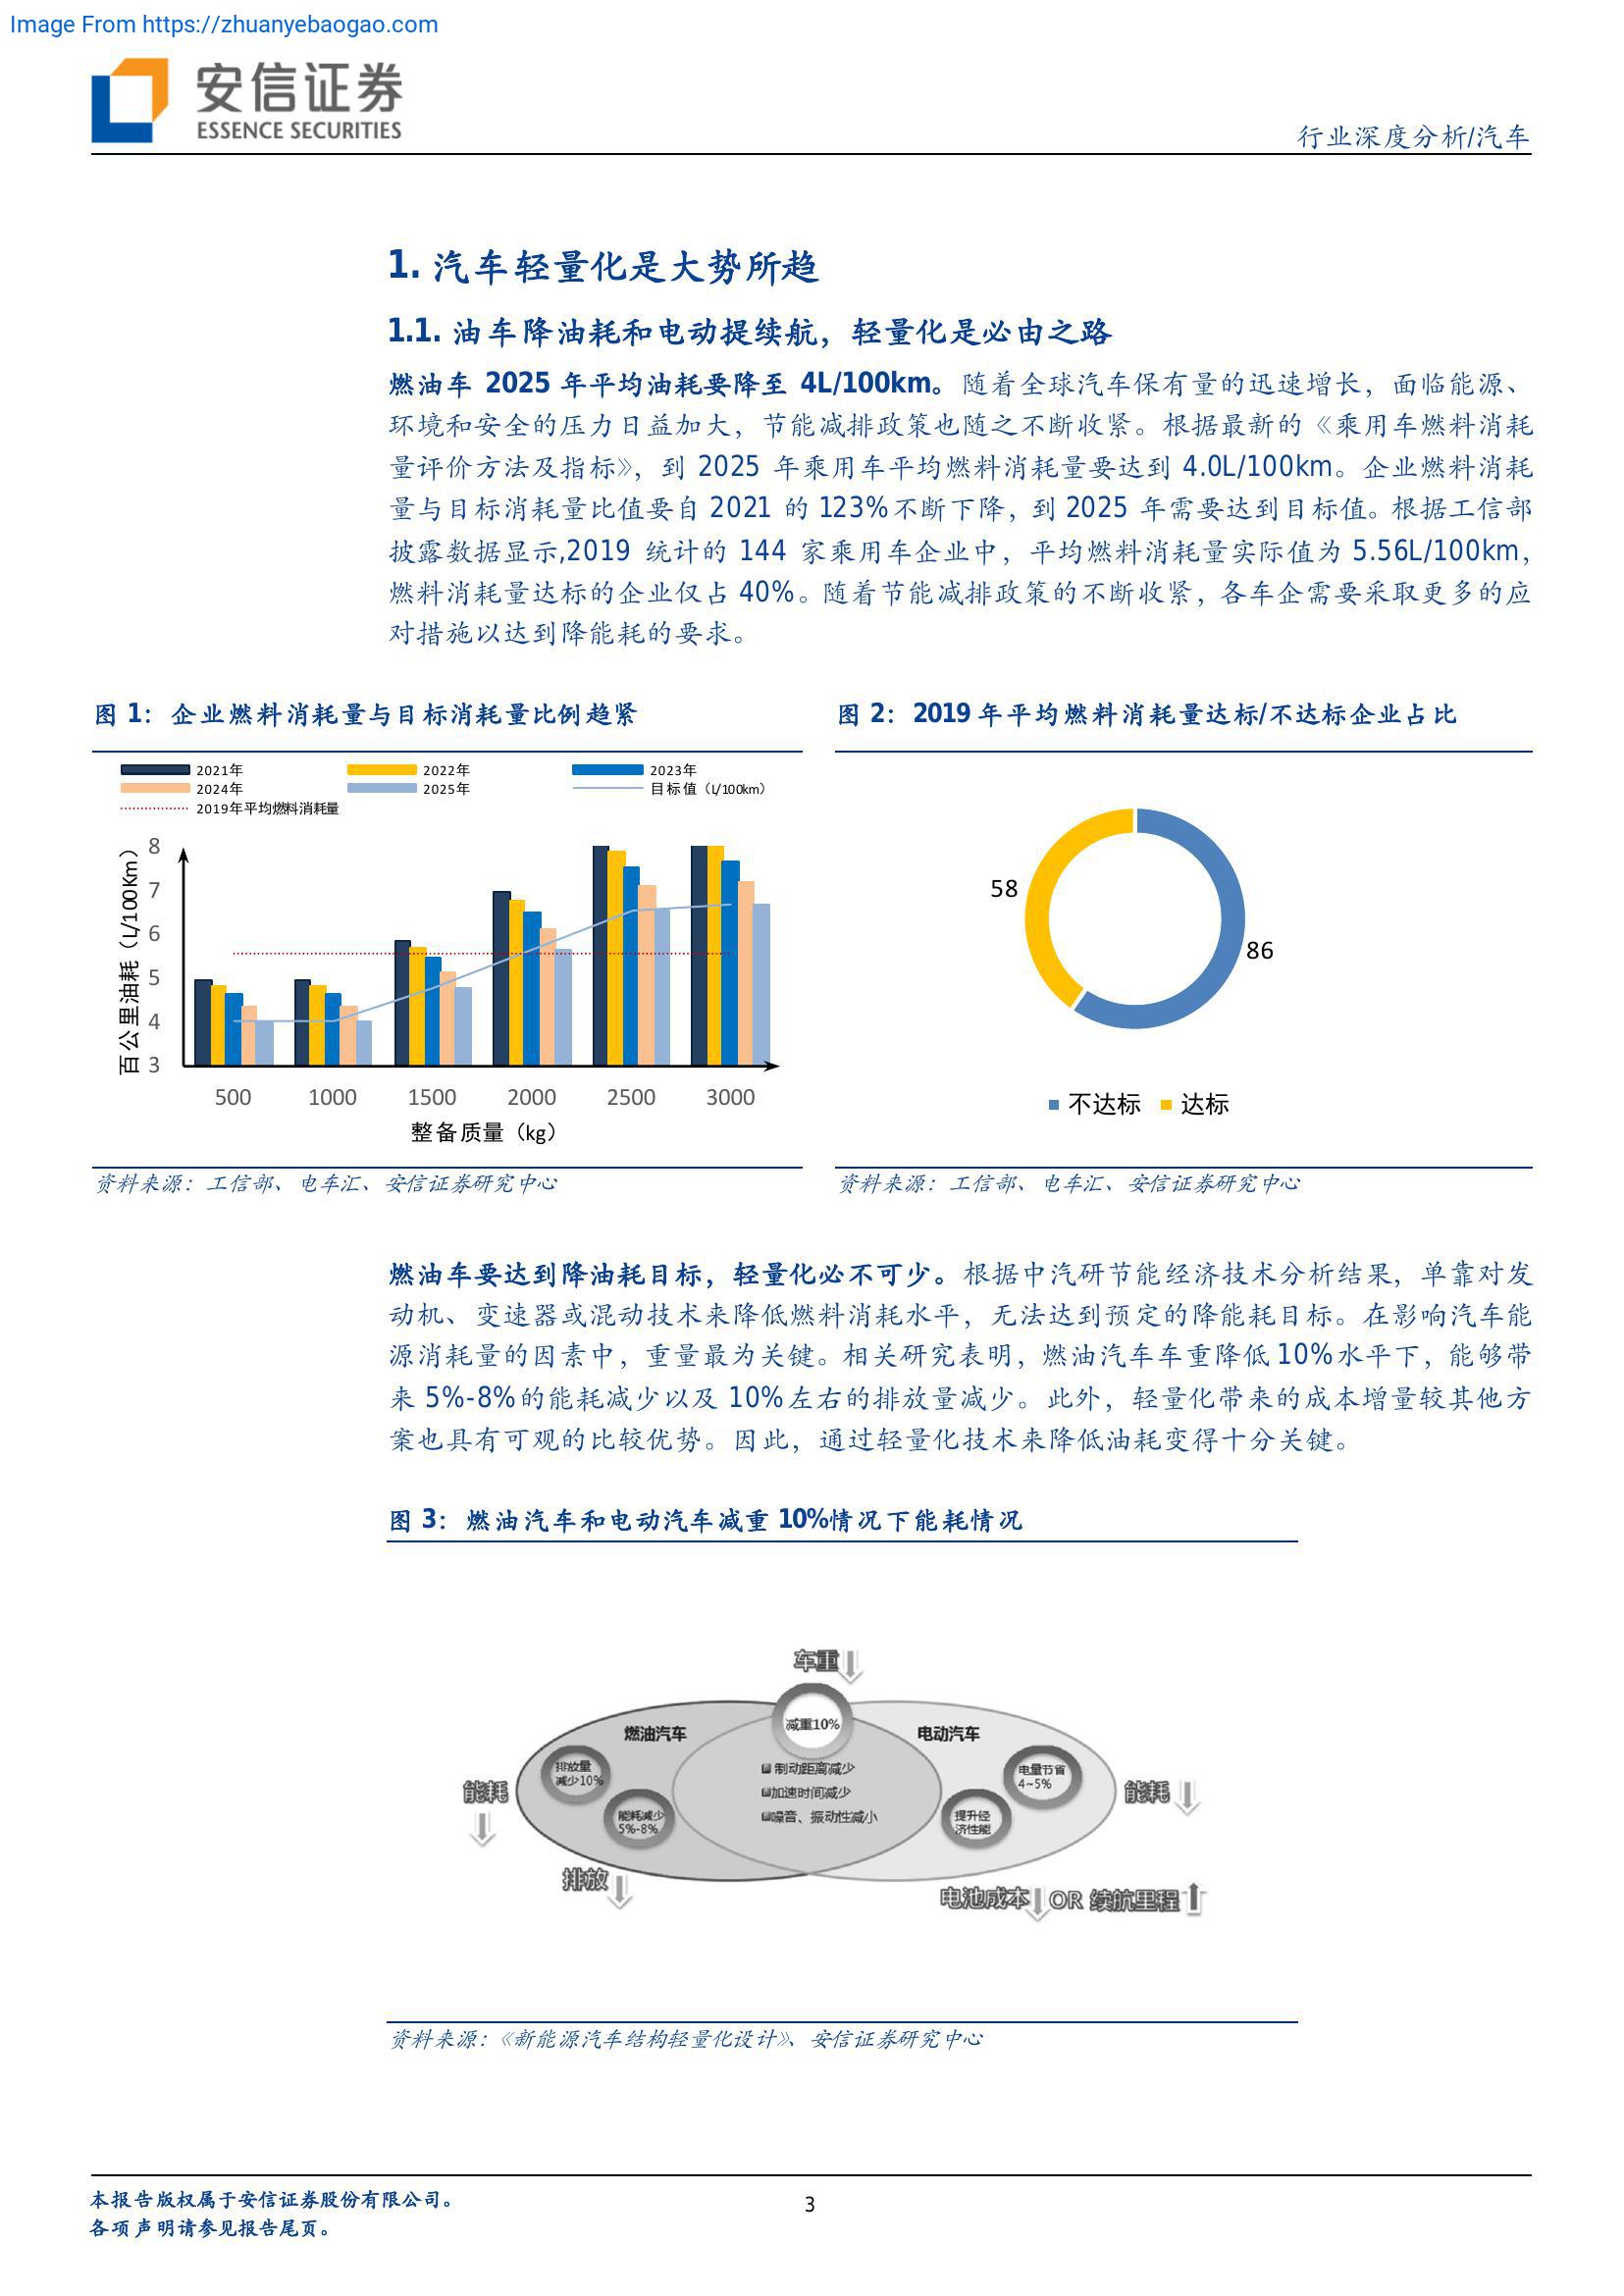 Image From https://zhuanyebaogao.com
安信证券
ESSENCE SECURITIES
行业深度分析/汽车
1. 汽车轻量化是大势所趋
1.1. 油车降油耗和电动提续航，轻量化是必由之路
燃油车 2025 年平均油耗要降至 4L/100km。随着全球汽车保有量的迅速增长，面临能源、
环境和安全的压力日益加大，节能减排政策也随之不断收紧。根据最新的《乘用车燃料消耗
量评价方法及指标》，到 2025 年乘用车平均燃料消耗量要达到 4.0L/100km。企业燃料消耗
量与目标消耗量比值要自 2021 的 123%不断下降，到 2025 年需要达到目标值。根据工信部
披露数据显示,2019 统计的 144 家乘用车企业中，平均燃料消耗量实际值为 5.56L/100km，
燃料消耗量达标的企业仅占 40%。随着节能减排政策的不断收紧，各车企需要采取更多的应
对措施以达到降能耗的要求。
图 1：企业燃料消耗量与目标消耗量比例趋紧
2021年 2022年 2023年
2024年 2025年 目标值（L/100km）
2019年平均燃料消耗量
百公里油耗（L/100Km）
8
7
6
5
4
3
500 1000 1500 2000 2500 3000
整备质量（kg）
资料来源：工信部、电车汇、安信证券研究中心
图 2：2019 年平均燃料消耗量达标/不达标企业占比
58
86
不达标 达标
资料来源：工信部、电车汇、安信证券研究中心
燃油车要达到降油耗目标，轻量化必不可少。根据中汽研节能经济技术分析结果，单靠对发
动机、变速器或混动技术来降低燃料消耗水平，无法达到预定的降能耗目标。在影响汽车能
源消耗量的因素中，重量最为关键。相关研究表明，燃油汽车车重降低 10%水平下，能够带
来 5%-8%的能耗减少以及 10%左右的排放量减少。此外，轻量化带来的成本增量较其他方
案也具有可观的比较优势。因此，通过轻量化技术来降低油耗变得十分关键。
图 3：燃油汽车和电动汽车减重 10%情况下能耗情况
车重
减重10%
燃油汽车
电动汽车
排放量
减少10%
能耗减少
5%-8%
制动距离减少
加速时间减少
噪音、振动性减小
电量节省
4~5%
提升经
济性能
能耗
能耗
排放
电池成本 OR 续航里程
资料来源：《新能源汽车结构轻量化设计》、安信证券研究中心
本报告版权属于安信证券股份有限公司。
各项声明请参见报告尾页。
3